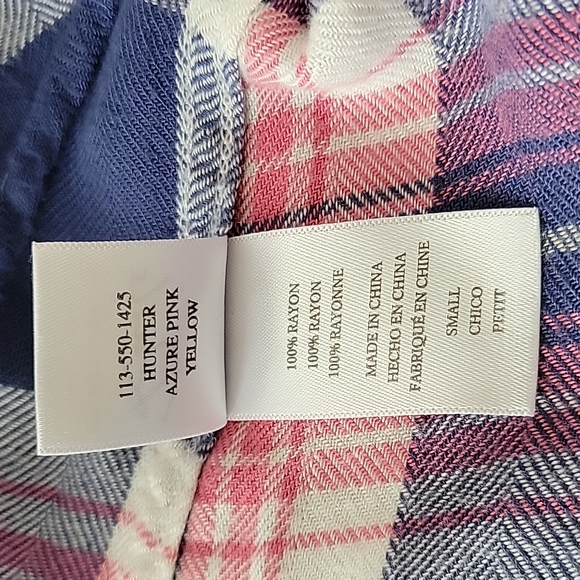 113-550-1425
HUNTER
AZURE PINK
YELLOW
100% RAYON
100% RAYON
100% RAYONNE
MADE IN CHINA
HECHO EN CHINA
FABRIQUE EN CHINE
SMALL
CHICO
PETIT